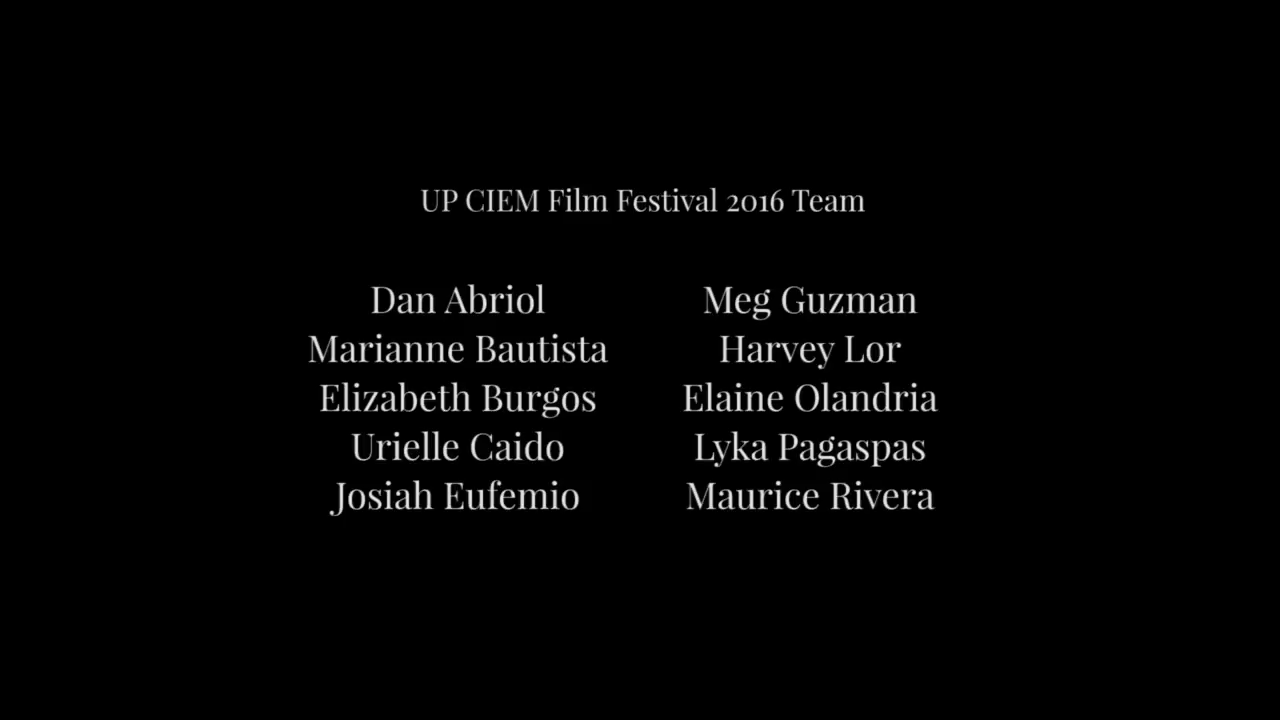 UP CIEM Film Festival 2016 Team
Dan Abriol
Marianne Bautista
Elizabeth Burgos
Urielle Caido
Josiah Eufemio
Meg Guzman
Harvey Lor
Elaine Olandria
Lyka Pagaspas
Maurice Rivera